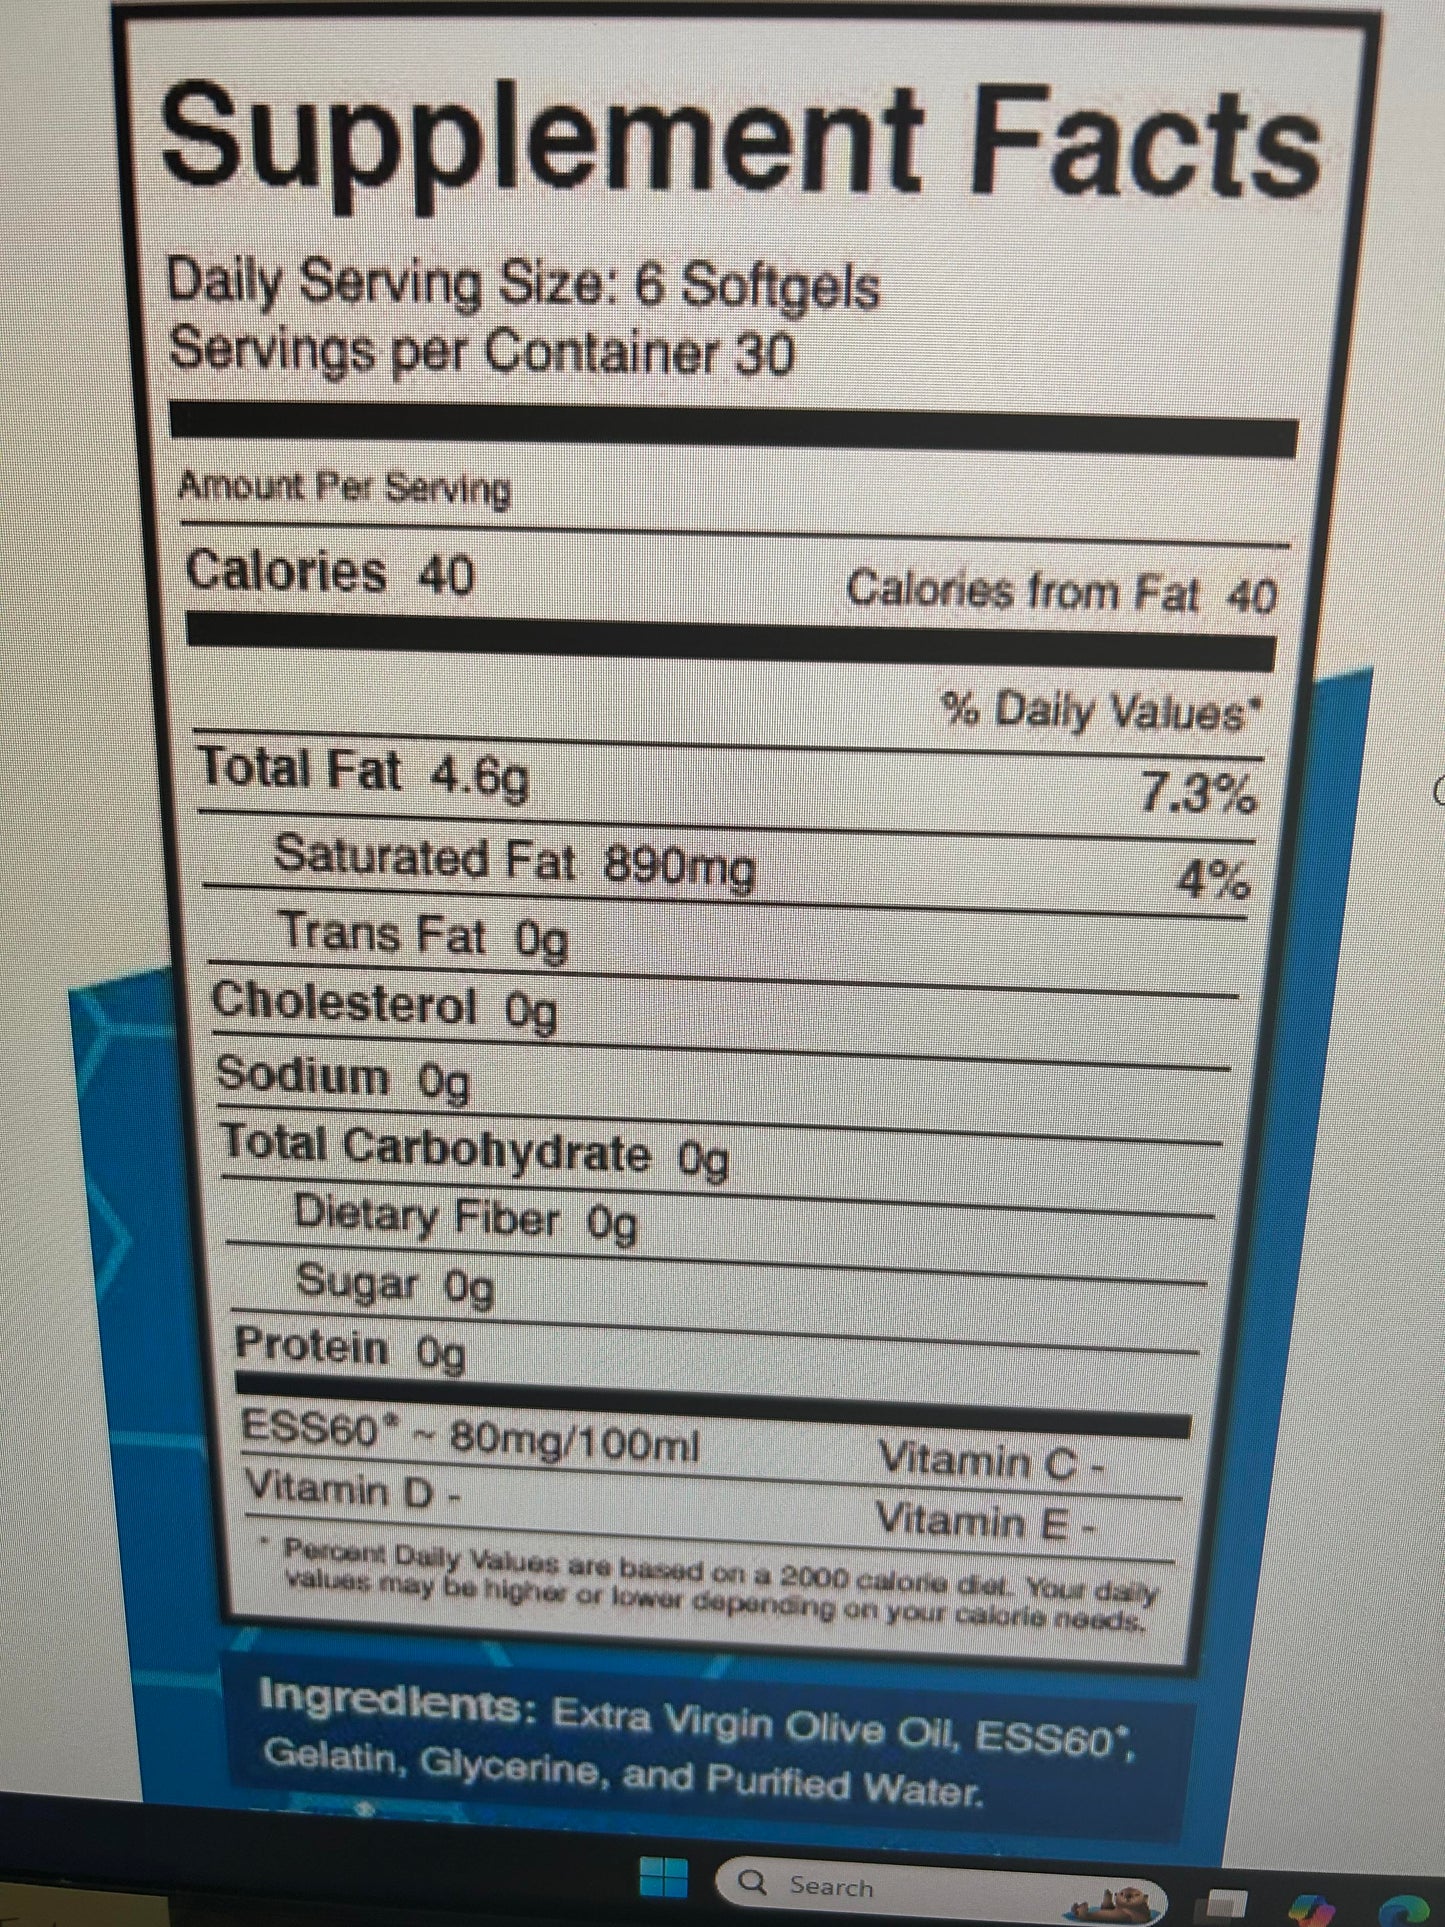 Supplement Facts
Daily Serving Size: 6 Softgels
Servings per Container 30
Amount Per Serving
Calories 40 Calories from Fat 40
% Daily Values*
Total Fat 4.6g 7.3%
Saturated Fat 890mg 4%
Trans Fat 0g
Cholesterol 0g
Sodium 0g
Total Carbohydrate 0g
Dietary Fiber 0g
Sugar 0g
Protein 0g
ESS60* ~ 80mg/100ml Vitamin C -
Vitamin D - Vitamin E -
* Percent Daily Values are based on a 2000 calorie diet. Your daily
values may be higher or lower depending on your calorie needs.
Ingredients: Extra Virgin Olive Oil, ESS60*,
Gelatin, Glycerine, and Purified Water.
Search